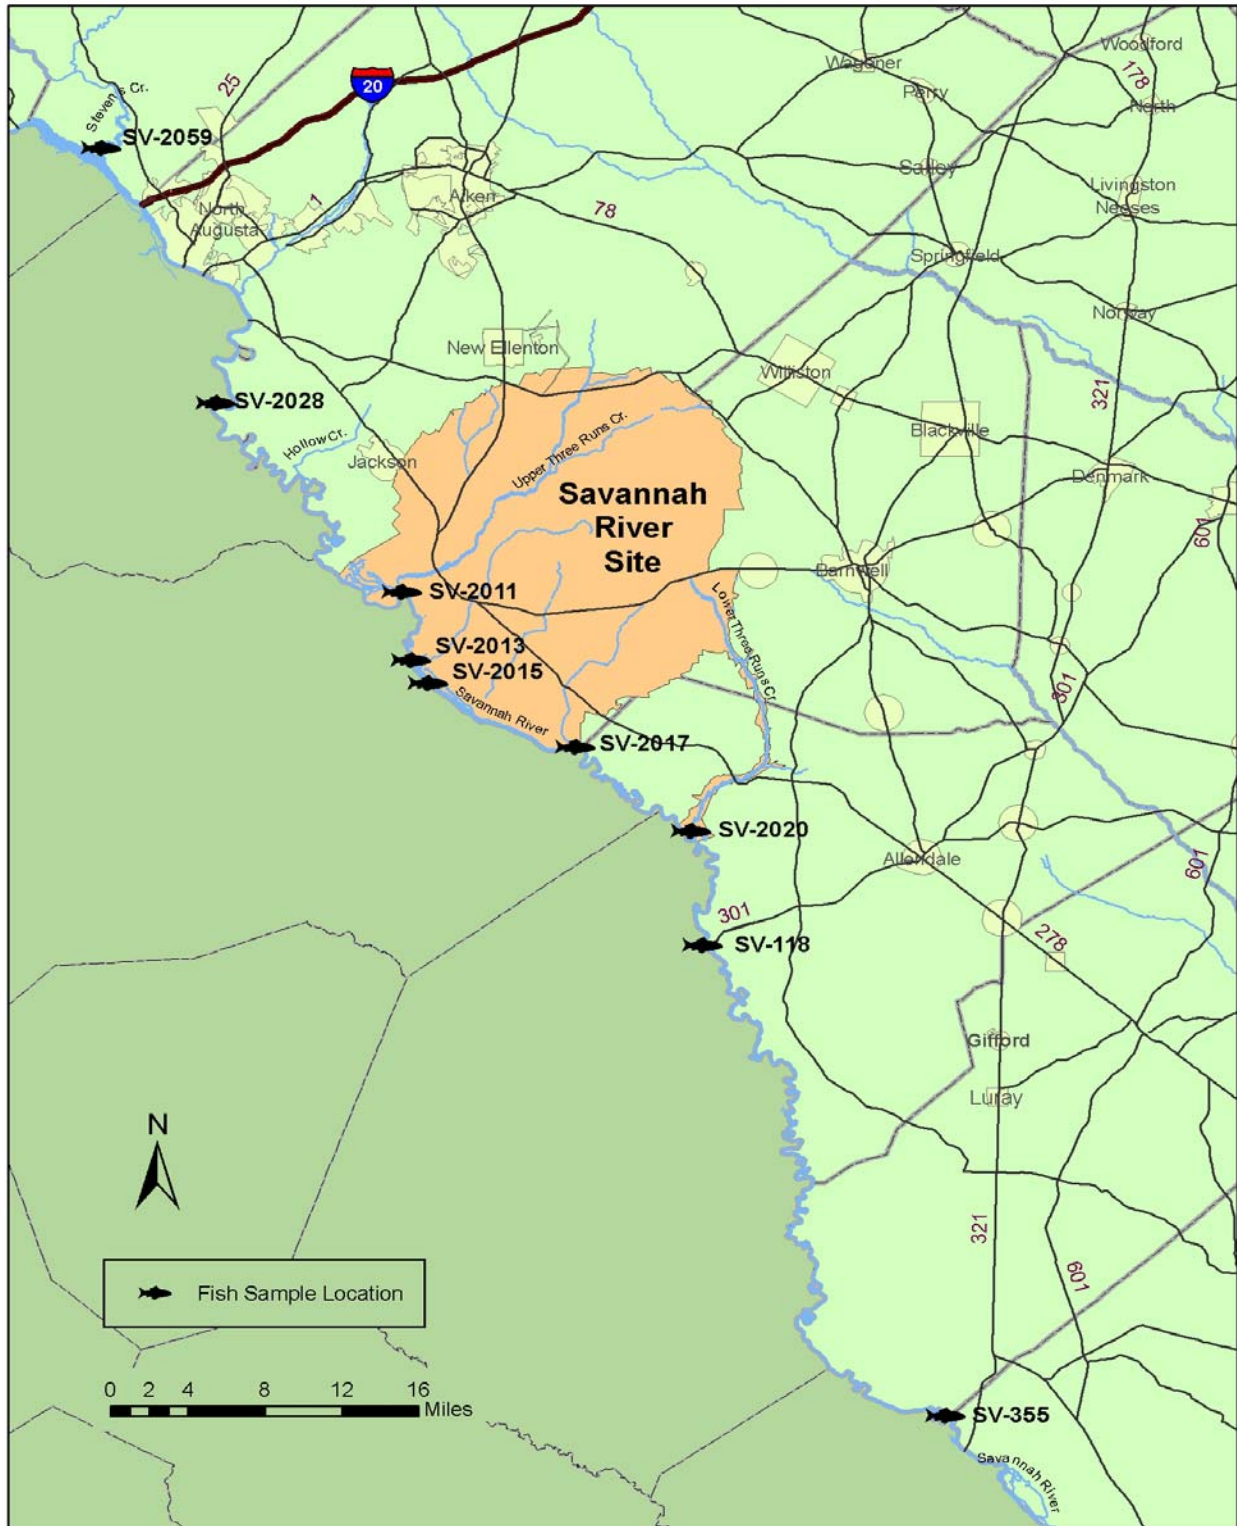 Woodford
Wagener
178
20
25
Perry
North
Stevens Cr.
SV-2059
Salley
Livingston
Neeses
Aiken
1
North
Augusta
78
Springfield
Norway
New Ellenton
Williston
321
SV-2028
Blackville
Hollow Cr.
Jackson
Upper Three Runs Cr.
Denmark
Savannah
River
Site
601
Barnwell
SV-2011
Lower Three Runs Cr.
SV-2013
SV-2015
Savannah River
301
SV-2017
SV-2020
Allendale
601
301
SV-118
278
Gifford
Luray
N
321
601
Fish Sample Location
0 2 4 8 12 16
Miles
SV-355
Savannah River